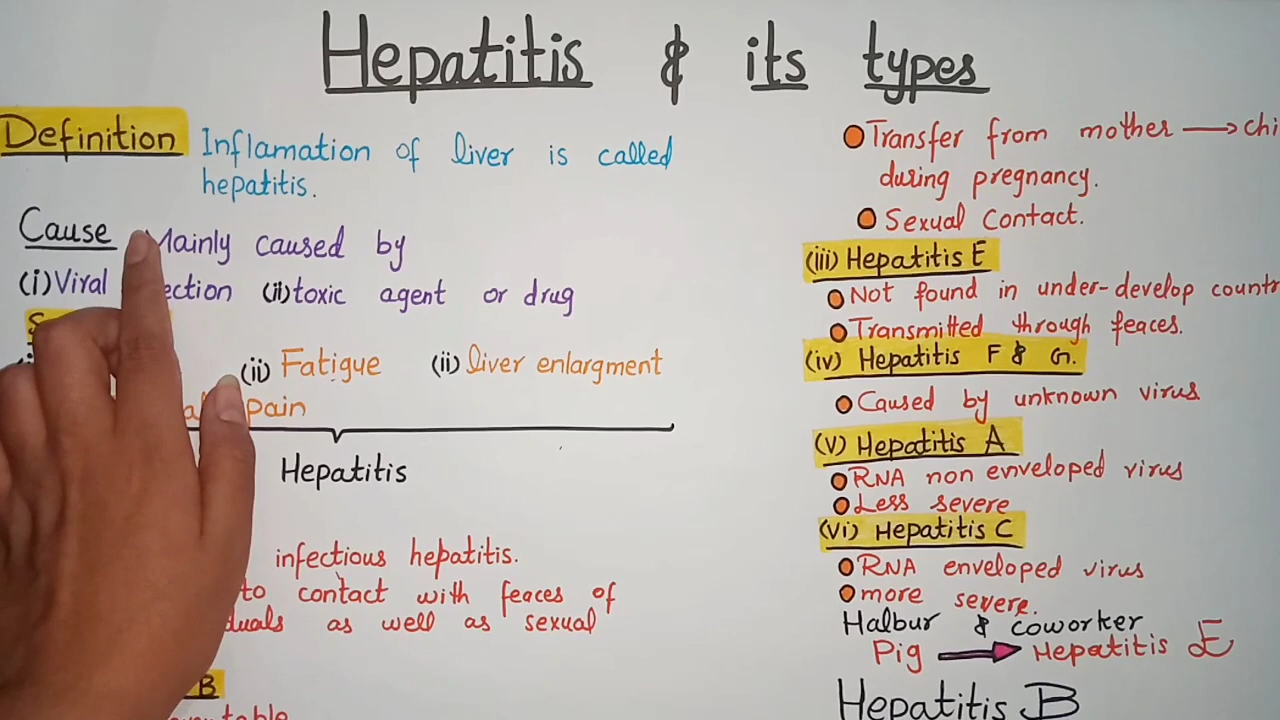 Hepatitis & its types
Definition Inflamation of liver is called
hepatitis.
Cause Mainly caused by
(i) Viral ection (ii) toxic agent or drug
(ii) Fatigue (ii) liver enlargment
pain
Hepatitis
infectious hepatitis.
to contact with feaces of
duals as well as sexual
B
table
Transfer from mother → chi
during pregnancy.
Sexual Contact.
(iii) Hepatitis E
Not found in under-develop countr
Transmitted through feaces.
(iv) Hepatitis F & G.
Caused by unknown virus
(v) Hepatitis A
RNA non enveloped virus
Less severe
(vi) Hepatitis C
RNA enveloped virus
more severe.
Halbur & coworker
Pig → Hepatitis E
Hepatitis B